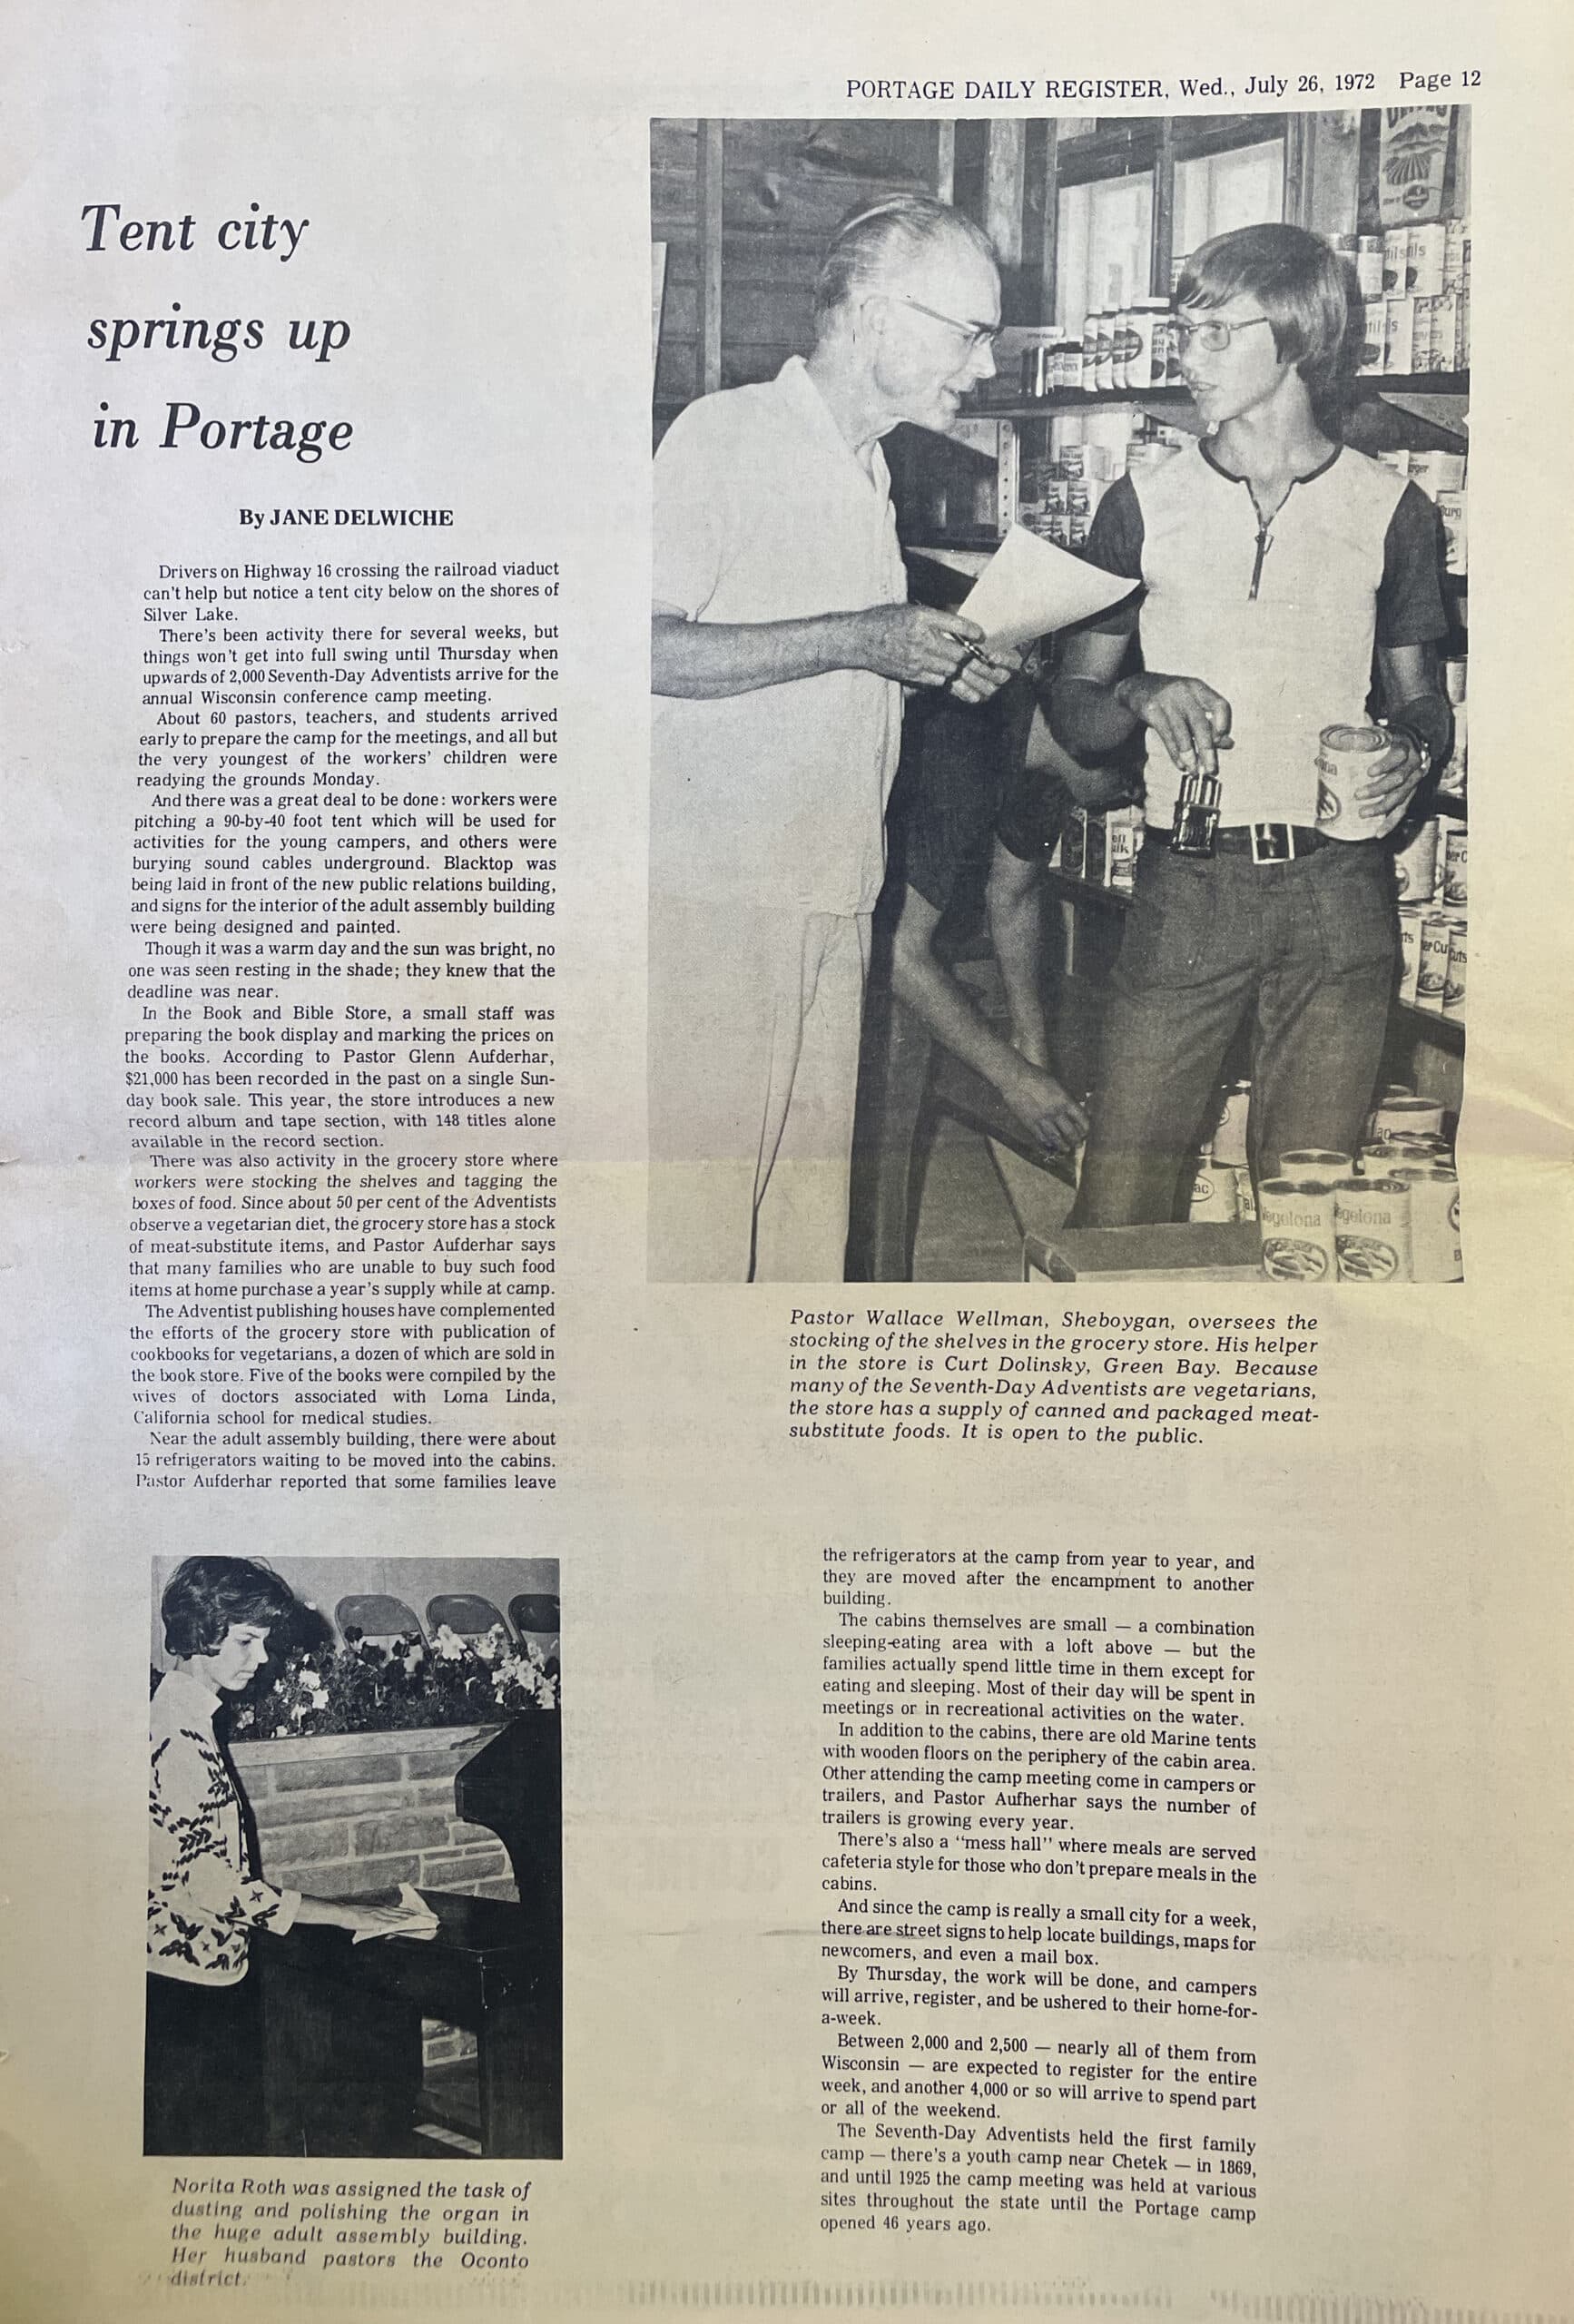 PORTAGE DAILY REGISTER, Wed., July 26, 1972 Page 12
Tent city
springs up
in Portage
By JANE DELWICHE
Drivers on Highway 16 crossing the railroad viaduct
can't help but notice a tent city below on the shores of
Silver Lake.
There's been activity there for several weeks, but
things won't get into full swing until Thursday when
upwards of 2,000 Seventh-Day Adventists arrive for the
annual Wisconsin conference camp meeting.
About 60 pastors, teachers, and students arrived
early to prepare the camp for the meetings, and all but
the very youngest of the workers' children were
readying the grounds Monday.
And there was a great deal to be done: workers were
pitching a 90-by-40 foot tent which will be used for
activities for the young campers, and others were
burying sound cables underground. Blacktop was
being laid in front of the new public relations building,
and signs for the interior of the adult assembly building
were being designed and painted.
Though it was a warm day and the sun was bright, no
one was seen resting in the shade; they knew that the
deadline was near.
In the Book and Bible Store, a small staff was
preparing the book display and marking the prices on
the books. According to Pastor Glenn Aufderhar,
$21,000 has been recorded in the past on a single Sun-
day book sale. This year, the store introduces a new
record album and tape section, with 148 titles alone
available in the record section.
There was also activity in the grocery store where
workers were stocking the shelves and tagging the
boxes of food. Since about 50 per cent of the Adventists
observe a vegetarian diet, the grocery store has a stock
of meat-substitute items, and Pastor Aufderhar says
that many families who are unable to buy such food
items at home purchase a year's supply while at camp.
The Adventist publishing houses have complemented
the efforts of the grocery store with publication of
cookbooks for vegetarians, a dozen of which are sold in
the book store. Five of the books were compiled by the
wives of doctors associated with Loma Linda,
California school for medical studies.
Near the adult assembly building, there were about
15 refrigerators waiting to be moved into the cabins.
Pastor Aufderhar reported that some families leave
Vegelona
Vegelona
Pastor Wallace Wellman, Sheboygan, oversees the
stocking of the shelves in the grocery store. His helper
in the store is Curt Dolinsky, Green Bay. Because
many of the Seventh-Day Adventists are vegetarians,
the store has a supply of canned and packaged meat-
substitute foods. It is open to the public.
Norita Roth was assigned the task of
dusting and polishing the organ in
the huge adult assembly building.
Her husband pastors the Oconto
district.
the refrigerators at the camp from year to year, and
they are moved after the encampment to another
building.
The cabins themselves are small — a combination
sleeping-eating area with a loft above — but the
families actually spend little time in them except for
eating and sleeping. Most of their day will be spent in
meetings or in recreational activities on the water.
In addition to the cabins, there are old Marine tents
with wooden floors on the periphery of the cabin area.
Other attending the camp meeting come in campers or
trailers, and Pastor Aufherhar says the number of
trailers is growing every year.
There's also a "mess hall" where meals are served
cafeteria style for those who don't prepare meals in the
cabins.
And since the camp is really a small city for a week,
there are street signs to help locate buildings, maps for
newcomers, and even a mail box.
By Thursday, the work will be done, and campers
will arrive, register, and be ushered to their home-for-
a-week.
Between 2,000 and 2,500 — nearly all of them from
Wisconsin — are expected to register for the entire
week, and another 4,000 or so will arrive to spend part
or all of the weekend.
The Seventh-Day Adventists held the first family
camp — there's a youth camp near Chetek — in 1869,
and until 1925 the camp meeting was held at various
sites throughout the state until the Portage camp
opened 46 years ago.